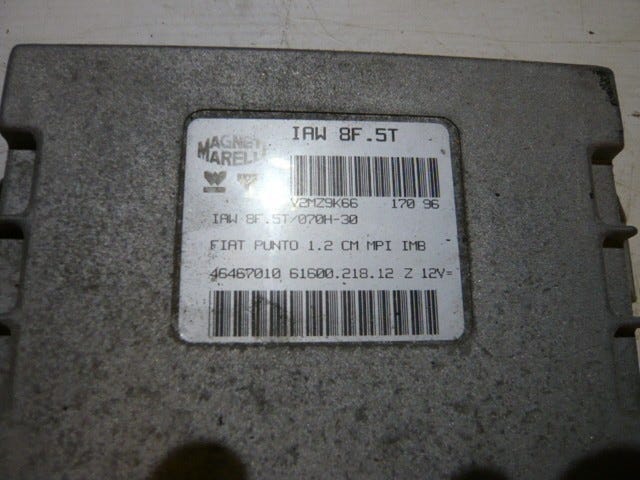 IAW 8F.5T
MAGNETI
MARELLI
V2MZ9K66 170 96
IAW 8F.5T/070H-30
FIAT PUNTO 1.2 CM MPI IMB
46467010 61600.218.12 Z 12V=